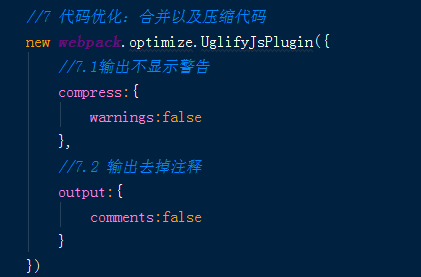 //7 代码优化：合并以及压缩代码
new webpack.optimize.UglifyJsPlugin({
//7.1输出不显示警告
compress:{
warnings:false
},
//7.2 输出去掉注释
output:{
comments:false
}
})